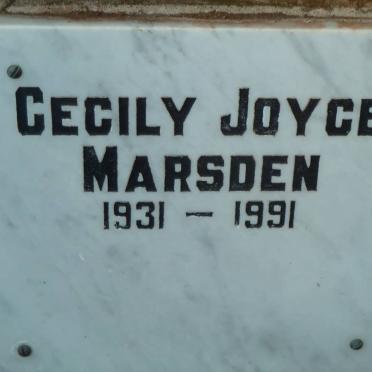 CECILY JOYCE
MARSDEN
1931 — 1991